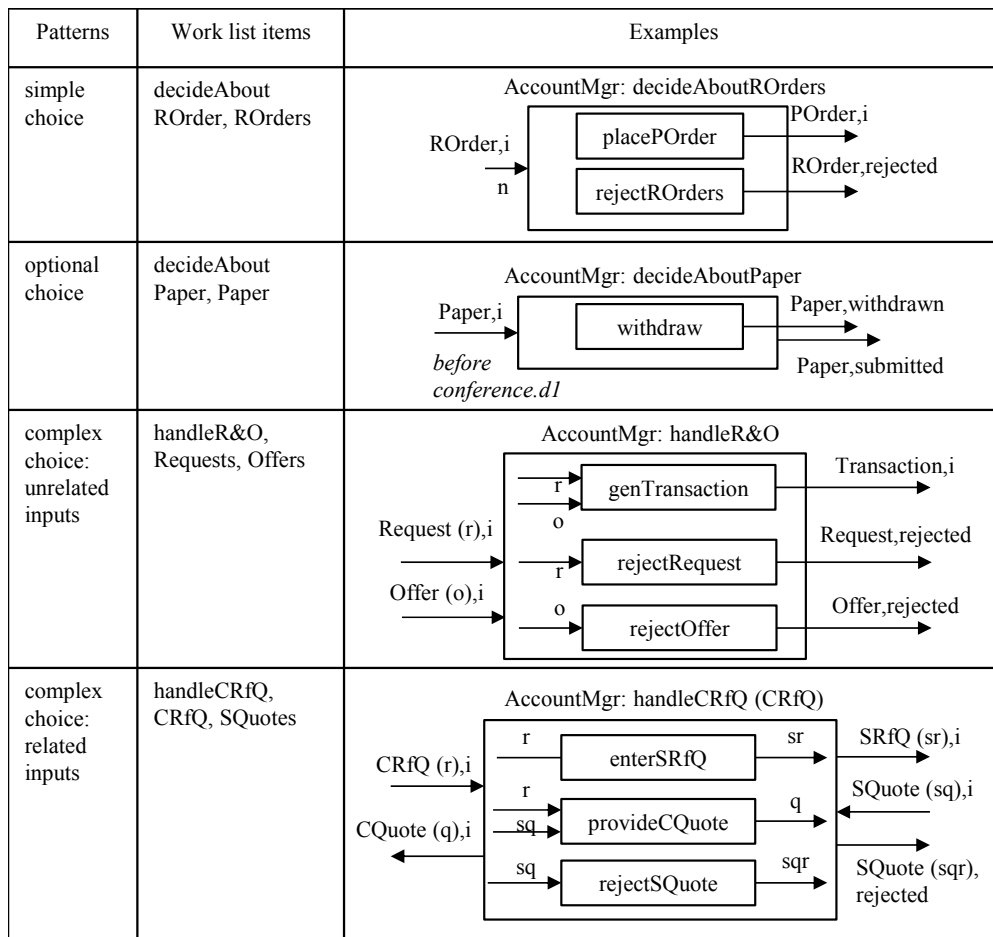 Patterns
Work list items
Examples
simple
choice
decideAbout
ROrder, ROrders
AccountMgr: decideAboutROrders
ROrder,i
n
placePOrder
POrder,i
rejectROrders
ROrder,rejected
optional
choice
decideAbout
Paper, Paper
AccountMgr: decideAboutPaper
Paper,i
before
conference.d1
withdraw
Paper,withdrawn
Paper,submitted
complex
choice:
unrelated
inputs
handleR&O,
Requests, Offers
AccountMgr: handleR&O
Request (r),i
Offer (o),i
r
o
genTransaction
Transaction,i
r
rejectRequest
Request,rejected
o
rejectOffer
Offer,rejected
complex
choice:
related
inputs
handleCRfQ,
CRfQ, SQuotes
AccountMgr: handleCRfQ (CRfQ)
CRfQ (r),i
CQuote (q),i
r
enterSRfQ
sr
SRfQ (sr),i
r
sq
provideCQuote
q
SQuote (sq),i
sq
rejectSQuote
sqr
SQuote (sqr),
rejected